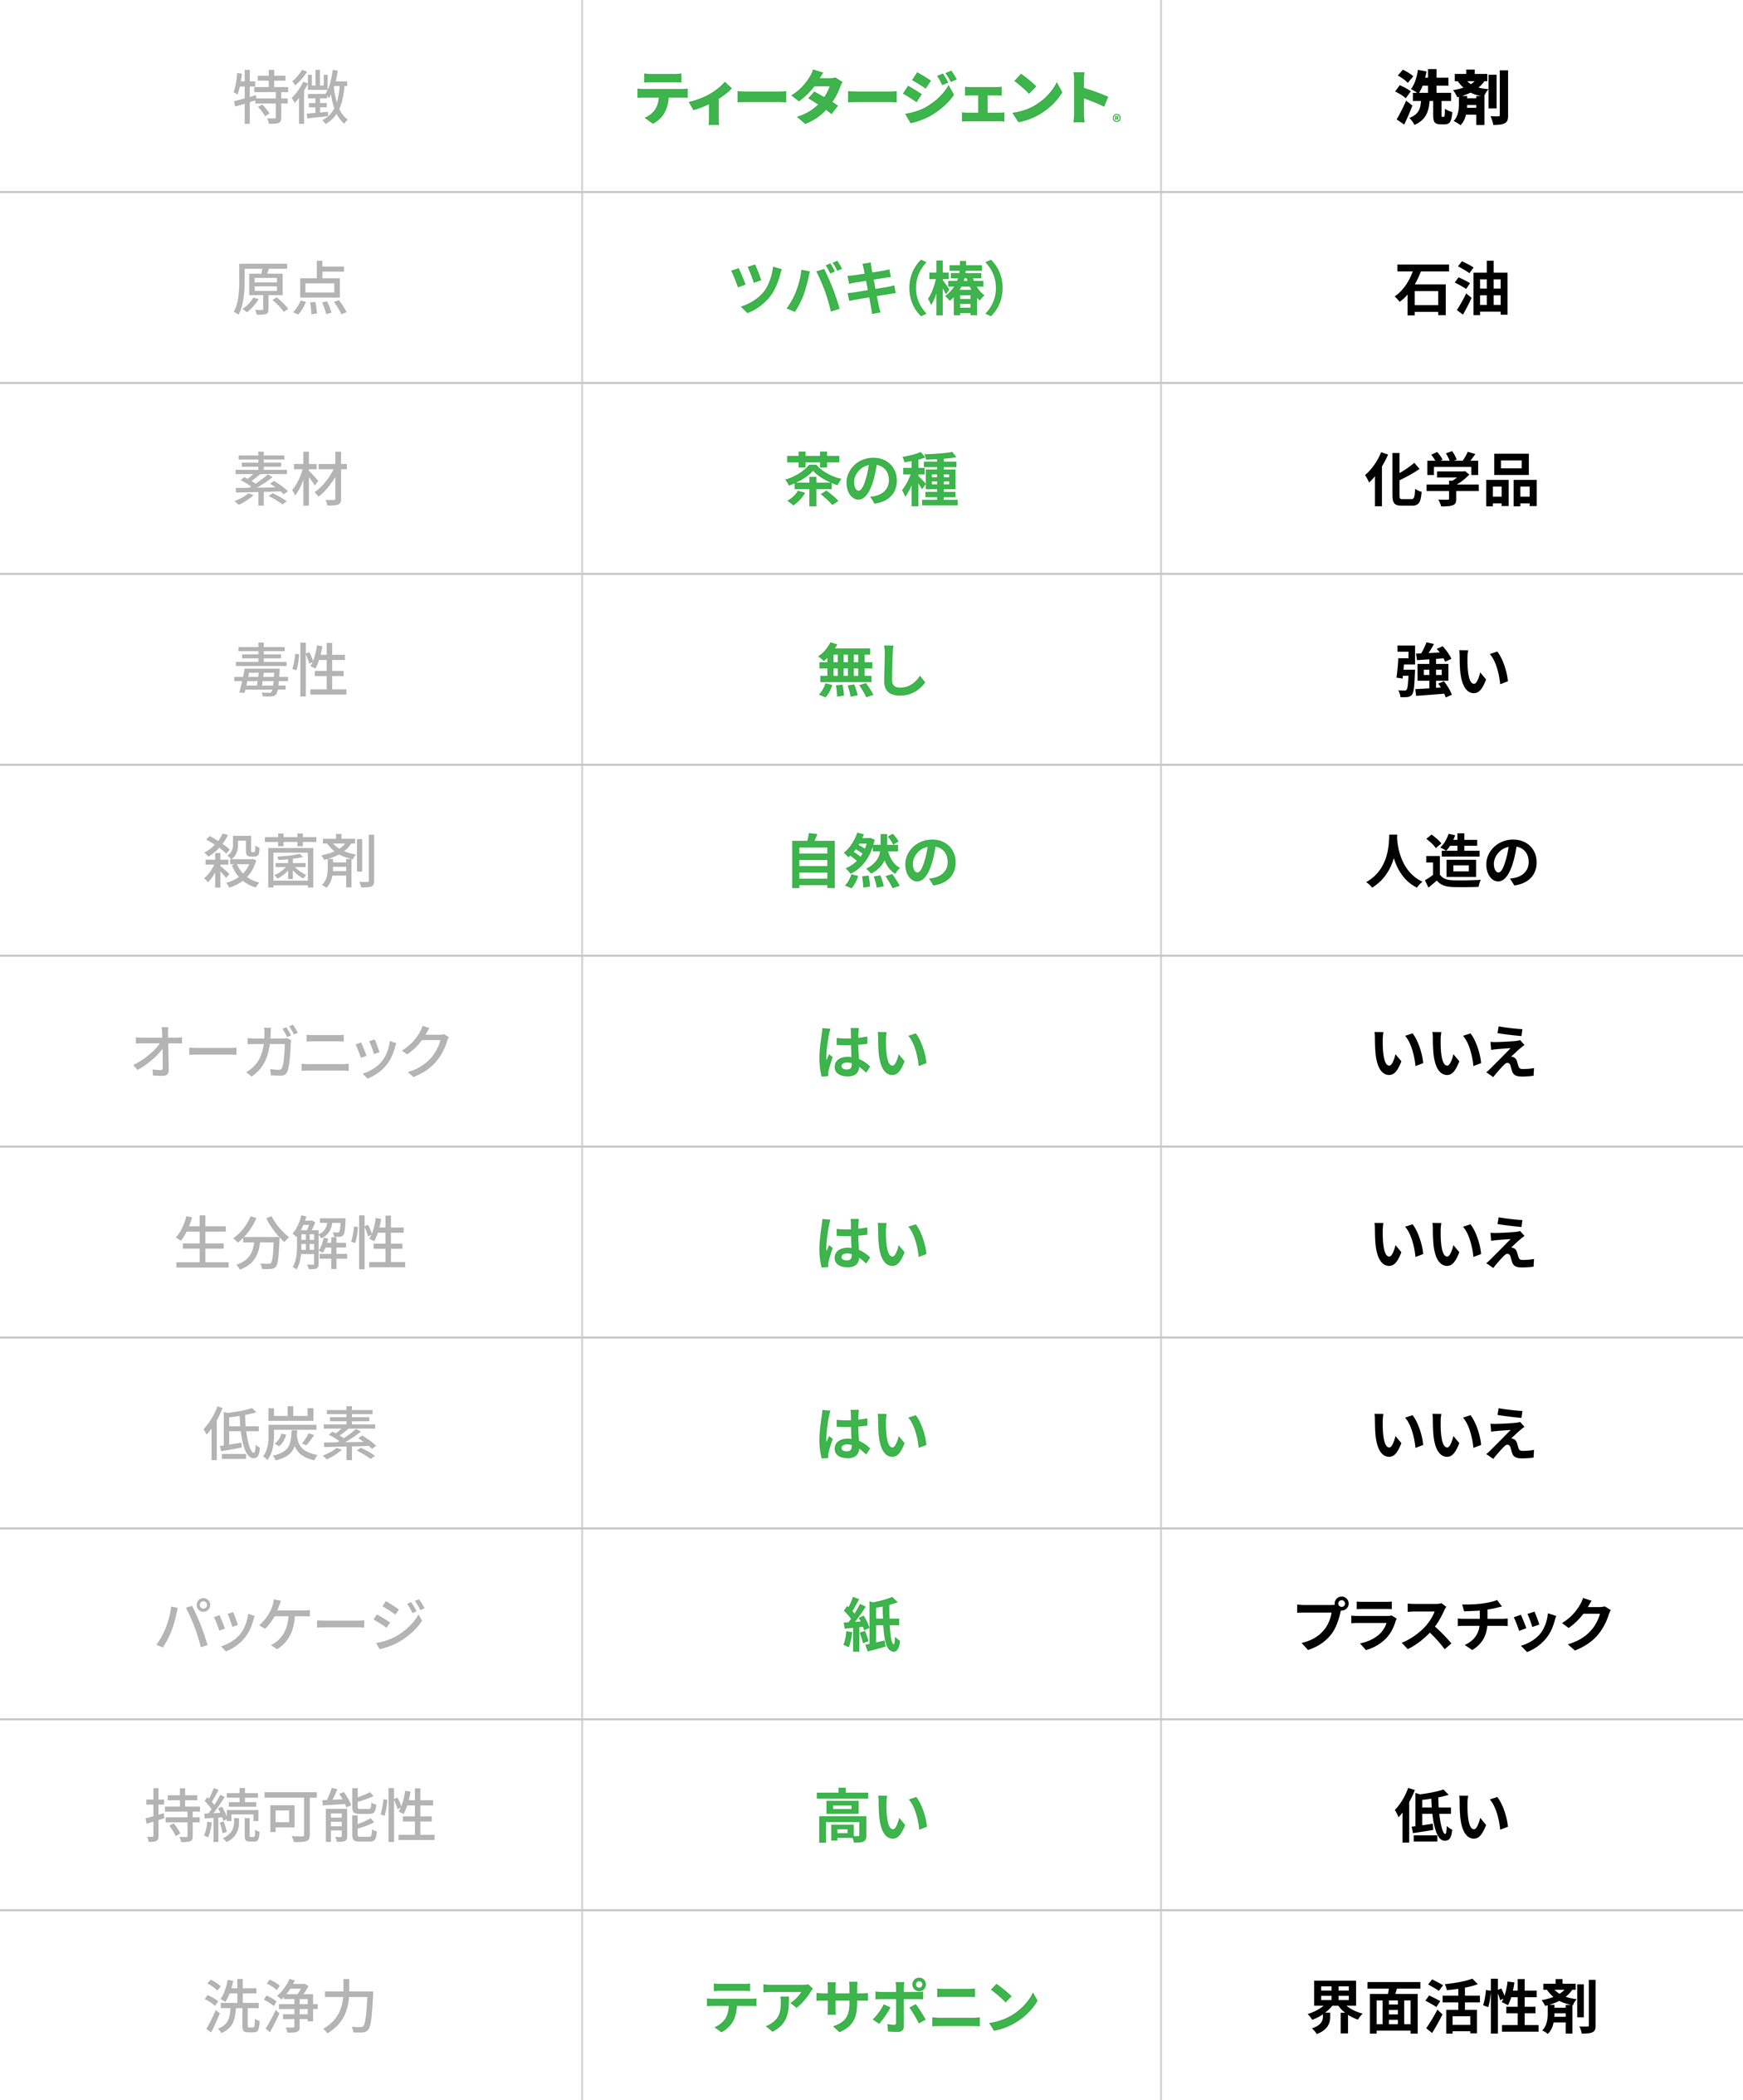 特徴 ティータージェント® 洗剤
原点 ツバキ(椿) 石油
素材 茶の種 化学品
毒性 無し 強い
殺菌剤 自然の 人造の
オーガニック はい いいえ
生分解性 はい いいえ
低炭素 はい いいえ
パッケージ 紙 プラスチック
持続可能性 高い 低い
洗浄力 テアサポニン 界面活性剤